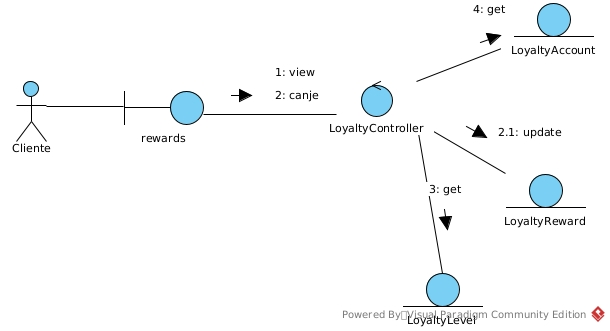 4: get
LoyaltyAccount
1: view
2: canje
LoyaltyController
Cliente
rewards
2.1: update
3: get
LoyaltyReward
LoyaltyLevel
Powered By Visual Paradigm Community Edition